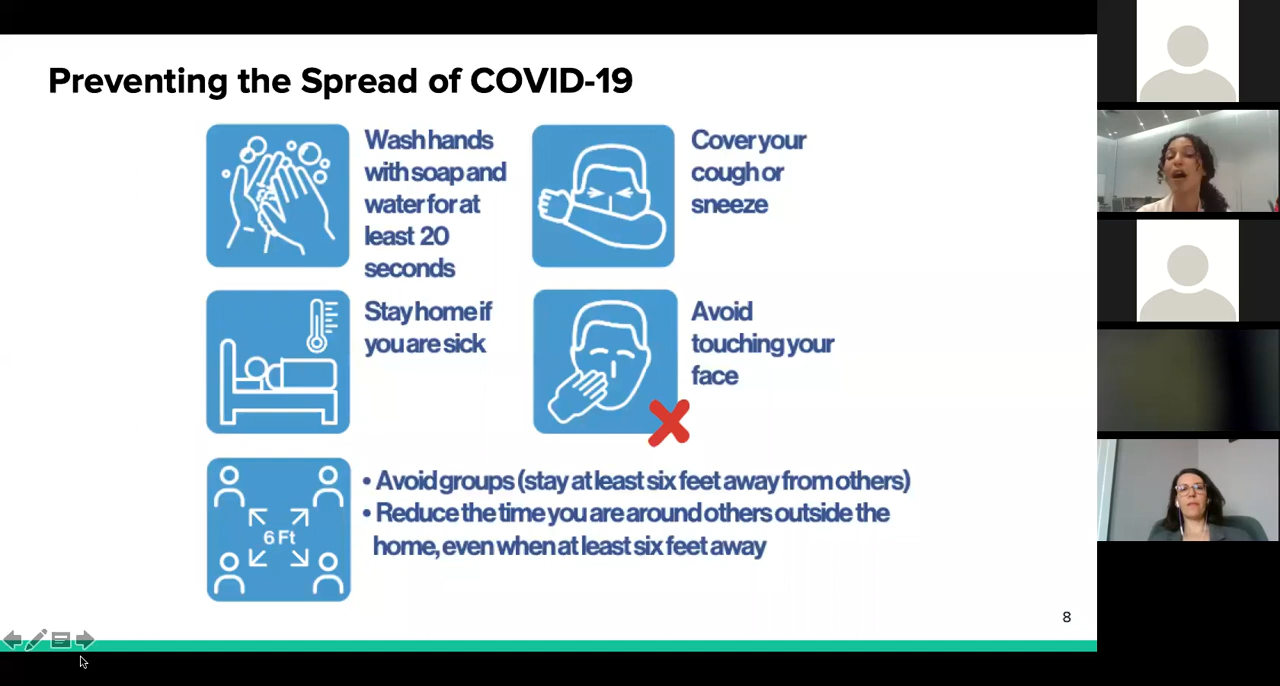 Preventing the Spread of COVID-19
Wash hands
with soap and
water for at
least 20
seconds
Cover your
cough or
sneeze
Stay home if
you are sick
Avoid
touching your
face
6 Ft
• Avoid groups (stay at least six feet away from others)
• Reduce the time you are around others outside the
home, even when at least six feet away
8